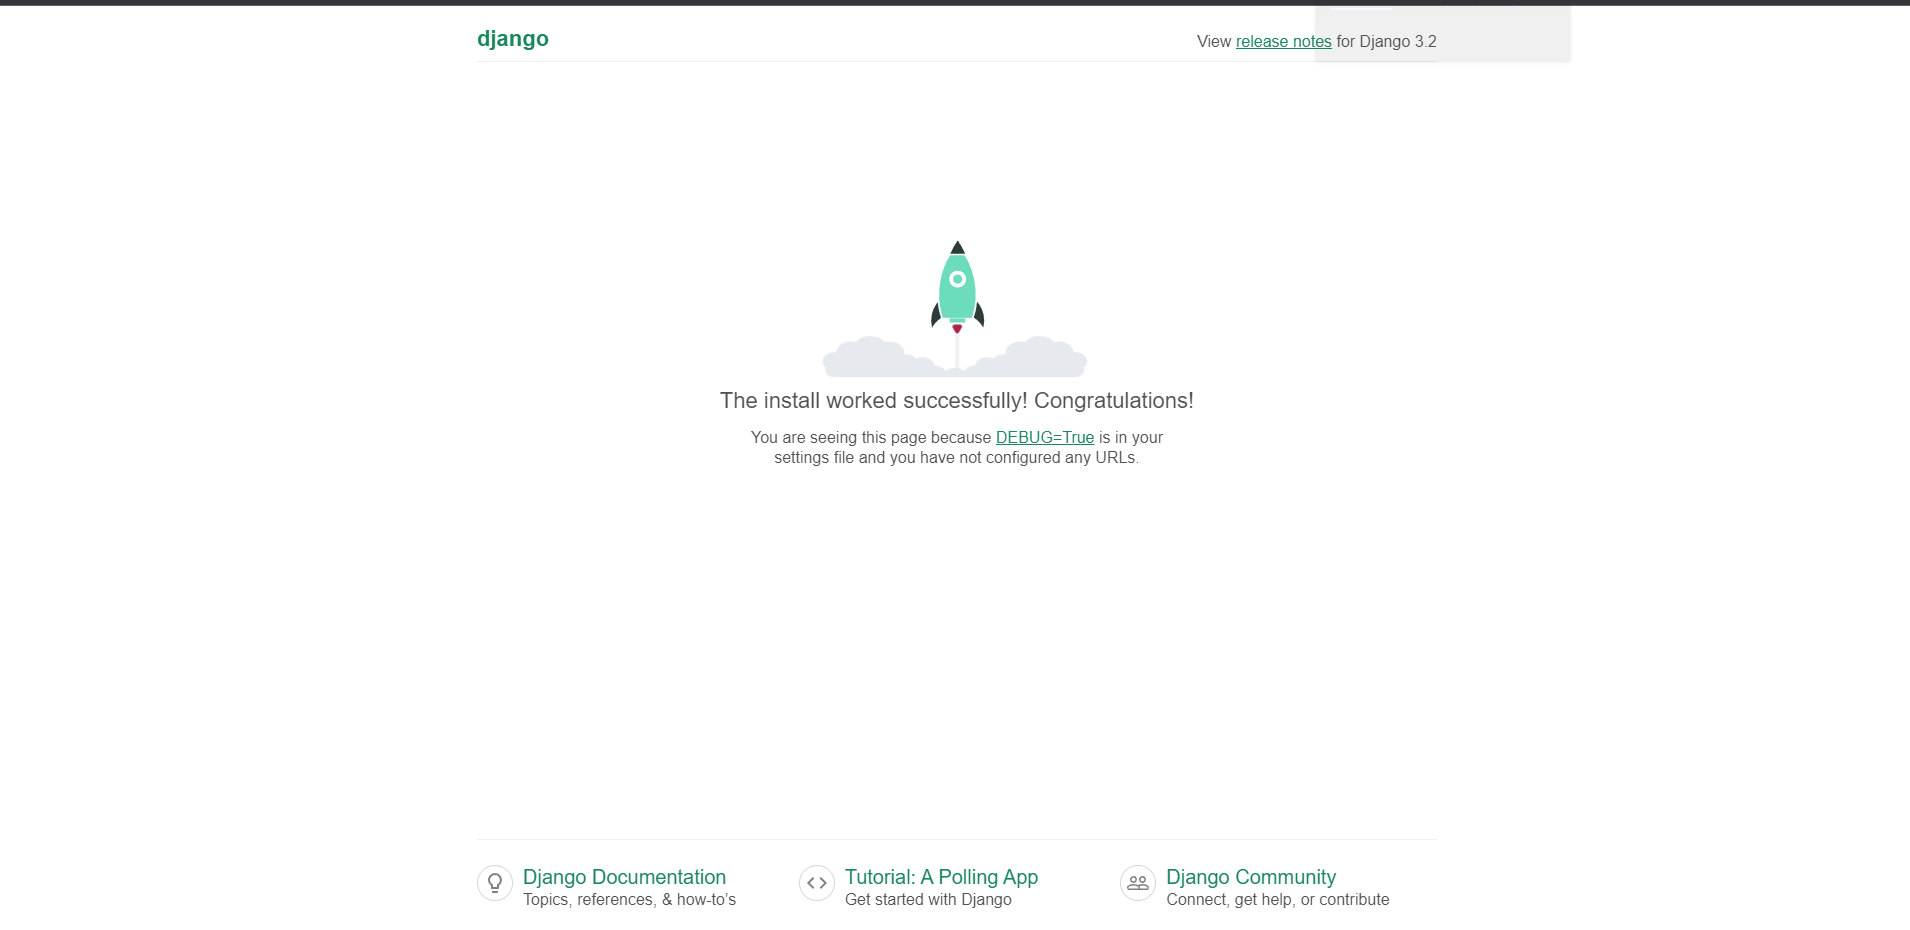 django
View release notes for Django 3.2
The install worked successfully! Congratulations!
You are seeing this page because DEBUG=True is in your
settings file and you have not configured any URLs.
Django Documentation
Topics, references, & how-to’s
Tutorial: A Polling App
Get started with Django
Django Community
Connect, get help, or contribute